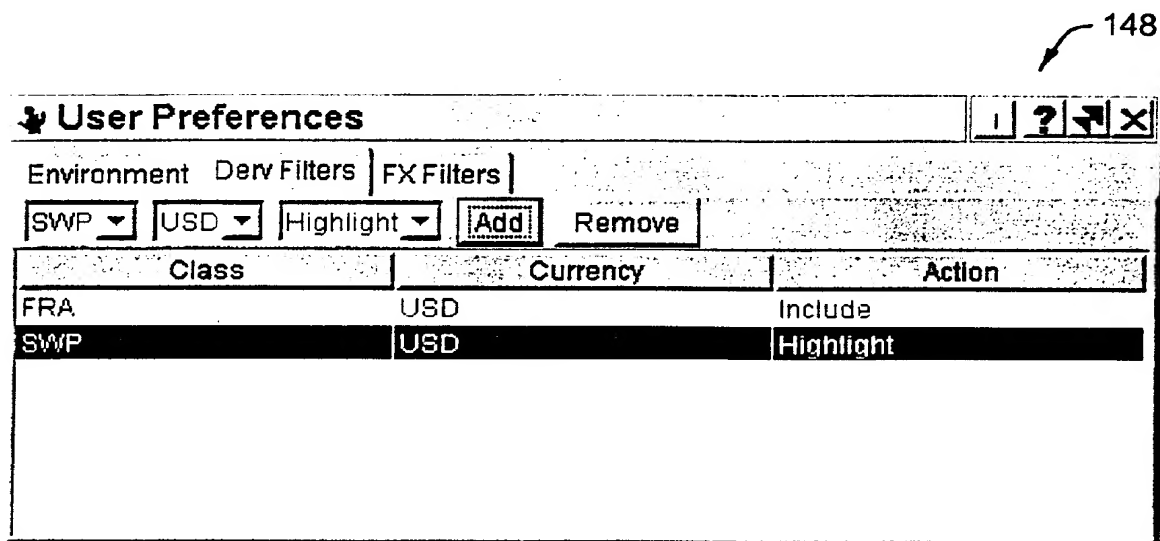 148
User Preferences
Environment Derv Filters FX Filters
SWP USD Highlight Add Remove
Class Currency Action
FRA USD Include
SWP USD Highlight